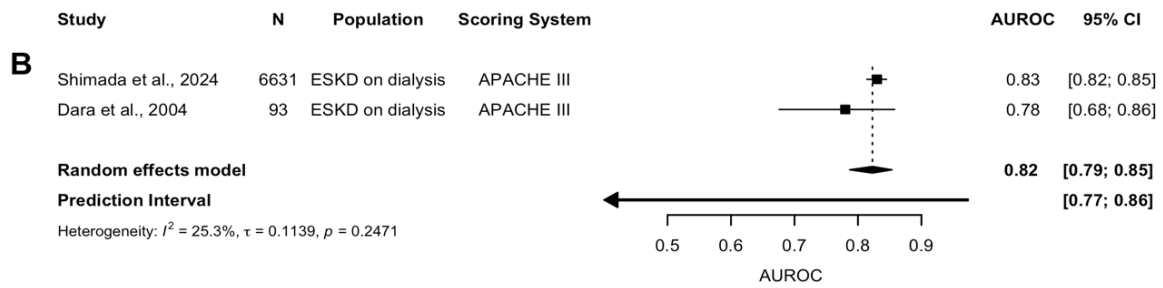 Study N Population Scoring System AUROC 95% CI
B
Shimada et al., 2024 6631 ESKD on dialysis APACHE III 0.83 [0.82; 0.85]
Dara et al., 2004 93 ESKD on dialysis APACHE III 0.78 [0.68; 0.86]
Random effects model 0.82 [0.79; 0.85]
Prediction Interval [0.77; 0.86]
Heterogeneity: I² = 25.3%, τ = 0.1139, p = 0.2471
0.5 0.6 0.7 0.8 0.9
AUROC